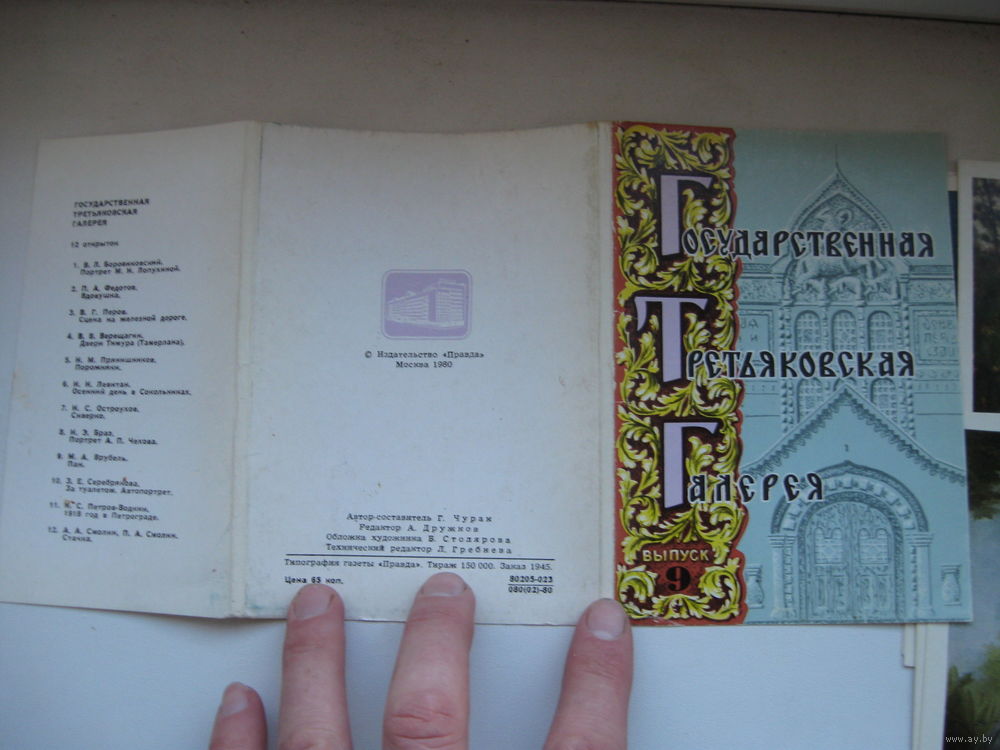 ГОСУДАРСТВЕННАЯ
ТРЕТЬЯКОВСКАЯ
ГАЛЕРЕЯ
12 открыток
1. В. Л. Боровиковский.
Портрет М. И. Лопухиной.
2. П. А. Федотов.
Вдовушка.
3. В. Г. Перов.
Сцена на железной дороге.
4. В. В. Верещагин.
Двери Тимура (Тамерлана).
5. И. М. Прянишников.
Порожняки.
6. И. И. Левитан.
Осенний день в Сокольниках.
7. И. С. Остроухов.
Сиверко.
8. И. Э. Браз.
Портрет А. П. Чехова.
9. М. А. Врубель.
Пан.
10. З. Е. Серебрякова.
За туалетом. Автопортрет.
11. К. С. Петров-Водкин.
1918 год в Петрограде.
12. А. А. Смолин, П. А. Смолин.
Стачка.
© Издательство «Правда»
Москва 1980
Автор-составитель Г. Чурак
Редактор А. Дружков
Обложка художника В. Столярова
Технический редактор Л. Гребнева
Типография газеты «Правда». Тираж 150 000. Заказ 1945.
Цена 65 коп.
80205-023
080(02)-80
ГОСУДАРСТВЕННАЯ
ТРЕТЬЯКОВСКАЯ
ГАЛЕРЕЯ
ВЫПУСК
9
www.ay.by